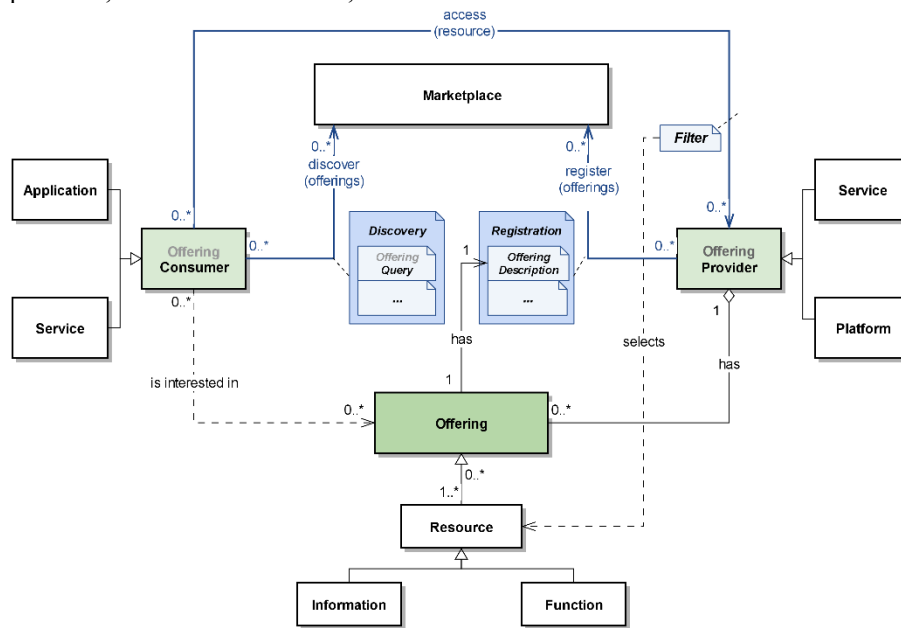 access
(resource)
Marketplace
Filter
0..*
discover
(offerings)
0..*
register
(offerings)
Application
Service
0..*
0..*
Offering
Consumer
0..*
Discovery
Offering
Query
...
1
Registration
Offering
Description
...
0..*
0..*
Offering
Provider
Service
0..*
1
Platform
has
selects
has
is interested in
1
0..*
Offering
0..*
0..*
1..*
Resource
Information
Function